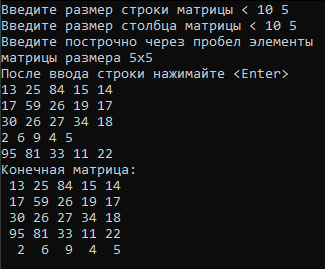 Введите размер строки матрицы < 10 5
Введите размер столбца матрицы < 10 5
Введите построчно через пробел элементы
матрицы размера 5x5
После ввода строки нажимайте <Enter>
13 25 84 15 14
17 59 26 19 17
30 26 27 34 18
2 6 9 4 5
95 81 33 11 22
Конечная матрица:
13 25 84 15 14
17 59 26 19 17
30 26 27 34 18
95 81 33 11 22
2 6 9 4 5